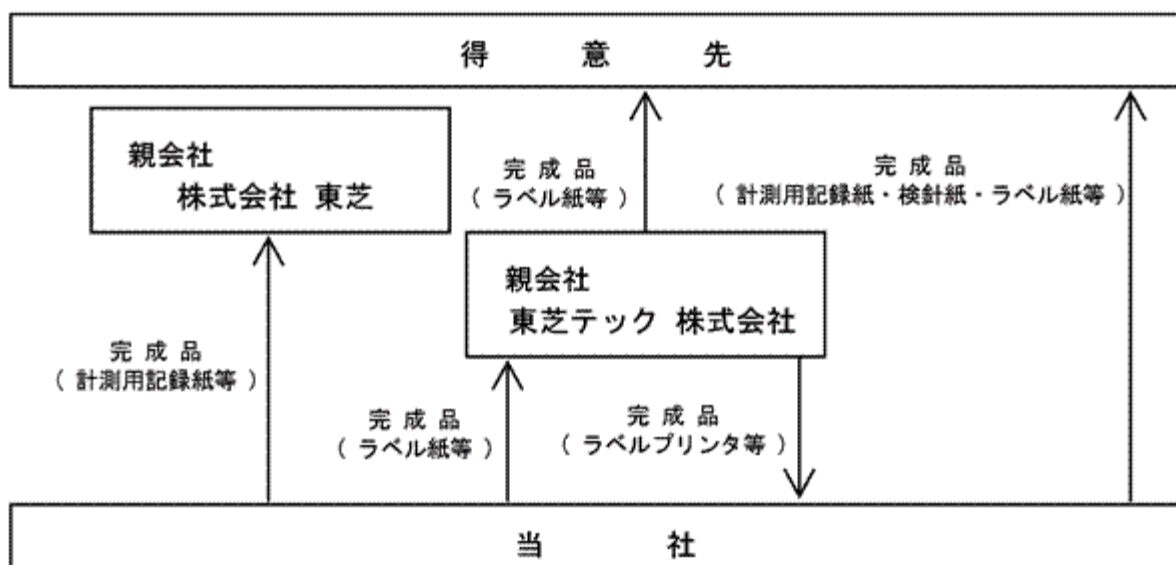 得意先
親会社
株式会社 東芝
完成品
（ラベル紙等）
完成品
（計測用記録紙・検針紙・ラベル紙等）
親会社
東芝テック 株式会社
完成品
（計測用記録紙等）
完成品
（ラベル紙等）
完成品
（ラベルプリンタ等）
当社